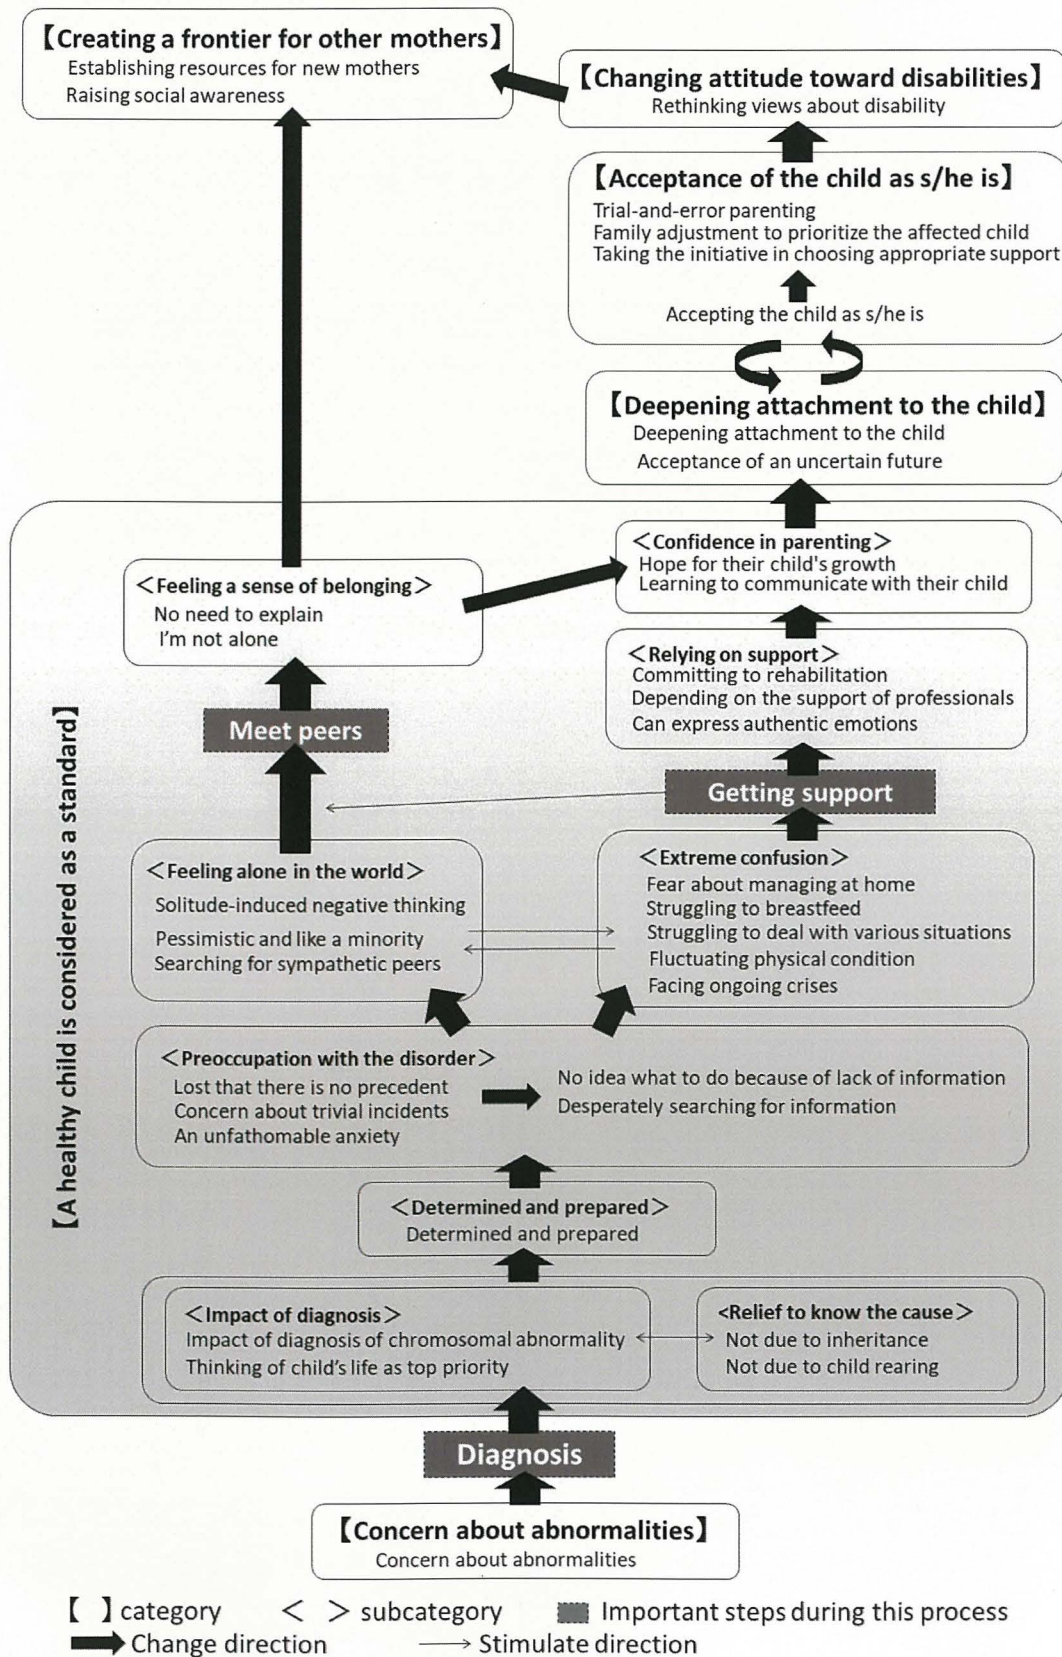 【Creating a frontier for other mothers】
Establishing resources for new mothers
Raising social awareness
【Changing attitude toward disabilities】
Rethinking views about disability
【Acceptance of the child as s/he is】
Trial-and-error parenting
Family adjustment to prioritize the affected child
Taking the initiative in choosing appropriate support
Accepting the child as s/he is
【Deepening attachment to the child】
Deepening attachment to the child
Acceptance of an uncertain future
【A healthy child is considered as a standard】
＜Confidence in parenting＞
Hope for their child's growth
Learning to communicate with their child
＜Feeling a sense of belonging＞
No need to explain
I'm not alone
＜Relying on support＞
Committing to rehabilitation
Depending on the support of professionals
Can express authentic emotions
Meet peers
Getting support
＜Feeling alone in the world＞
Solitude-induced negative thinking
Pessimistic and like a minority
Searching for sympathetic peers
＜Extreme confusion＞
Fear about managing at home
Struggling to breastfeed
Struggling to deal with various situations
Fluctuating physical condition
Facing ongoing crises
＜Preoccupation with the disorder＞
Lost that there is no precedent
Concern about trivial incidents
An unfathomable anxiety
No idea what to do because of lack of information
Desperately searching for information
＜Determined and prepared＞
Determined and prepared
＜Impact of diagnosis＞
Impact of diagnosis of chromosomal abnormality
Thinking of child's life as top priority
<Relief to know the cause＞
Not due to inheritance
Not due to child rearing
Diagnosis
【Concern about abnormalities】
Concern about abnormalities
【 】category ＜ ＞ subcategory Important steps during this process
Change direction Stimulate direction